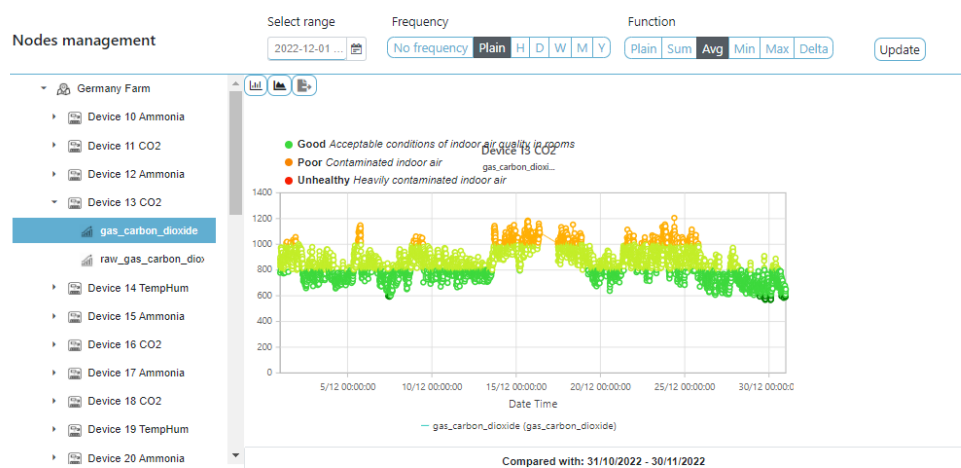 Select range Frequency Function
Nodes management
2022-12-01 ... No frequency Plain H D W M Y Plain Sum Avg Min Max Delta Update
Germany Farm
Device 10 Ammonia
Device 11 CO2
Device 12 Ammonia
Device 13 CO2
gas_carbon_dioxide
raw_gas_carbon_diox
Device 14 TempHum
Device 15 Ammonia
Device 16 CO2
Device 17 Ammonia
Device 18 CO2
Device 19 TempHum
Device 20 Ammonia
Good Acceptable conditions of indoor air quality in rooms
Device 13 CO2
Poor Contaminated indoor air
gas_carbon_dioxi...
Unhealthy Heavily contaminated indoor air
1400
1200
1000
800
600
400
200
0
5/12 00:00:00 10/12 00:00:00 15/12 00:00:00 20/12 00:00:00 25/12 00:00:00 30/12 00:00:0
Date Time
gas_carbon_dioxide (gas_carbon_dioxide)
Compared with: 31/10/2022 - 30/11/2022